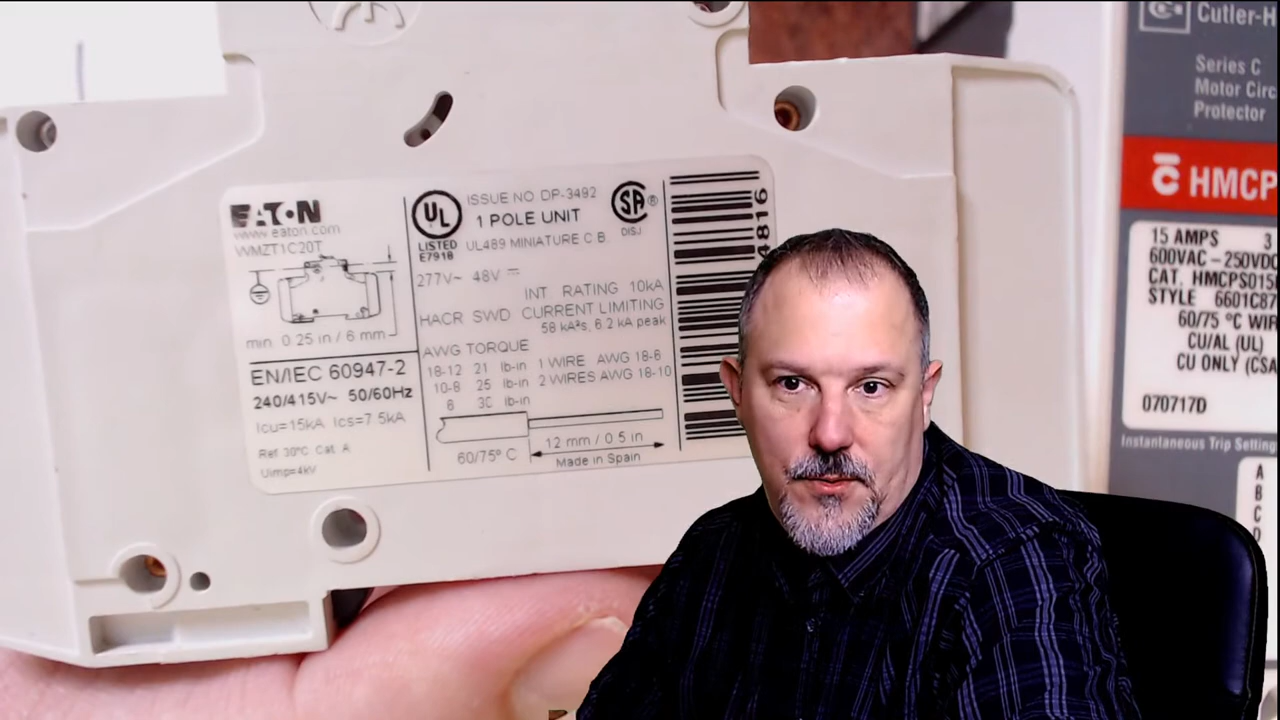 EATON
www.eaton.com
WMZT1C20T
min 0.25 in / 6 mm
EN/IEC 60947-2
240/415V~ 50/60Hz
Icu=15kA Ics=7.5kA
Ref 30°C Cat. A
Uimp=4kV
UL
LISTED
E7918
ISSUE NO DP-3492
1 POLE UNIT
UL489 MINIATURE C B
SA ®
DISJ
277V~ 48V
INT. RATING 10kA
HACR SWD CURRENT LIMITING
58 kA²s, 6.2 kA peak
AWG TORQUE
18-12 21 lb-in 1 WIRE AWG 18-6
10-8 25 lb-in 2 WIRES AWG 18-10
6 30 lb-in
12 mm / 0.5 in
60/75° C
Made in Spain
4816
Cutler-H
Series C
Motor Circ
Protector
HMCP
15 AMPS 3
600VAC – 250VDC
CAT. HMCPS015
STYLE 6601C87
60/75 °C WIR
CU/AL (UL)
CU ONLY (CSA
070717D
Instantaneous Trip Setting
A
B
C
D